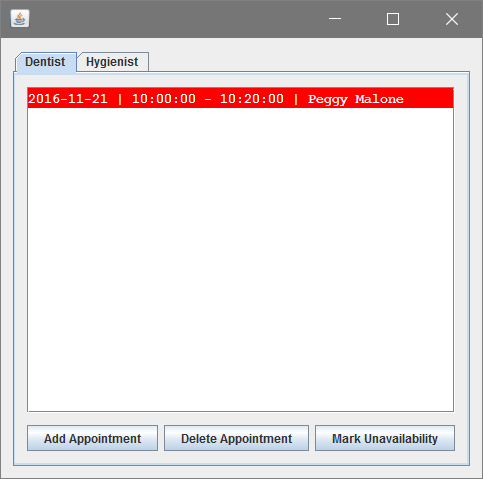 Dentist Hygienist
2016-11-21 | 10:00:00 - 10:20:00 | Peggy Malone
Add Appointment Delete Appointment Mark Unavailability